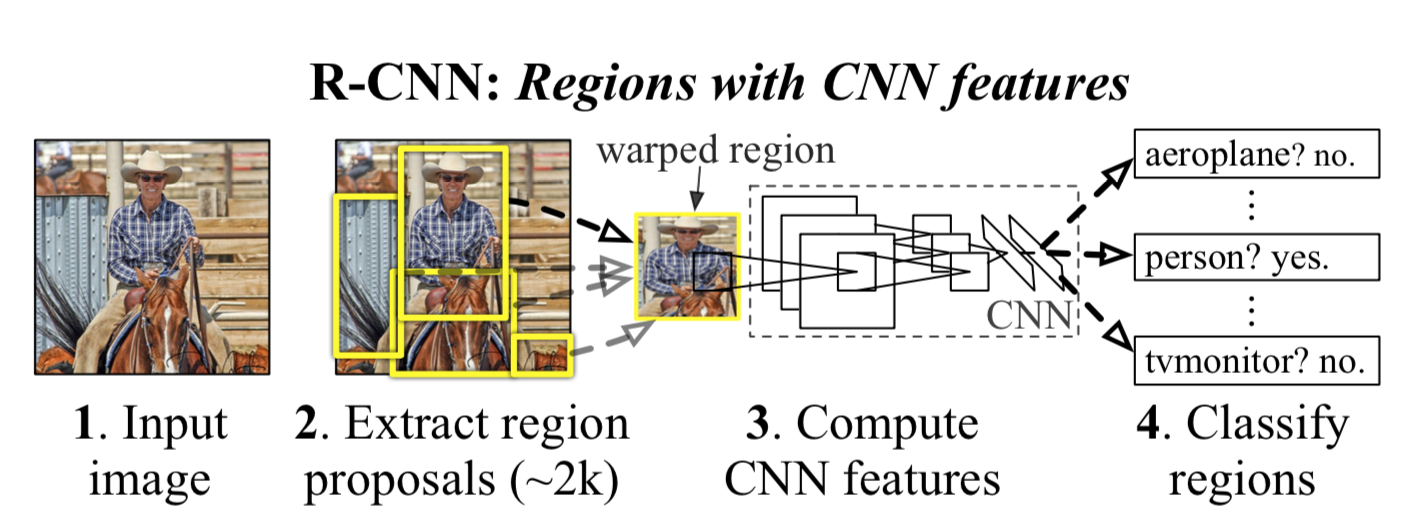 R-CNN: Regions with CNN features
warped region
aeroplane? no.
⋮
person? yes.
⋮
tvmonitor? no.
CNN
1. Input
image
2. Extract region
proposals (~2k)
3. Compute
CNN features
4. Classify
regions